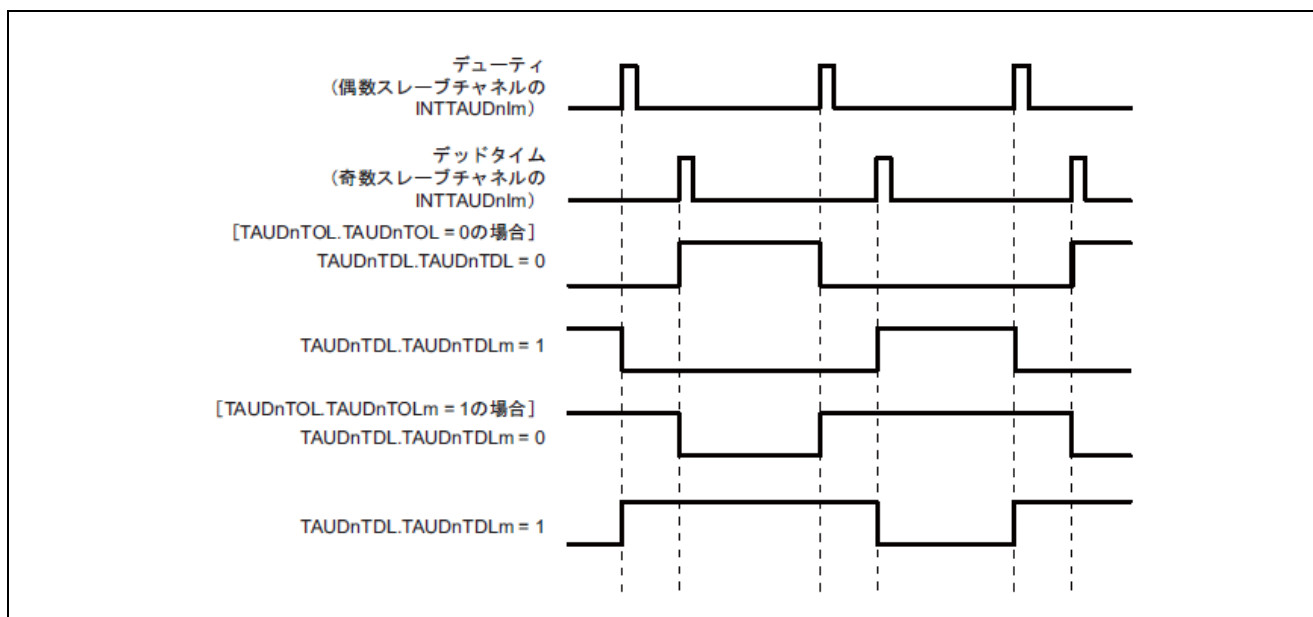 デューティ
(偶数スレーブチャネルの
INTTAUDnIm)
デッドタイム
(奇数スレーブチャネルの
INTTAUDnIm)
[TAUDnTOL.TAUDnTOL = 0の場合]
TAUDnTDL.TAUDnTDL = 0
TAUDnTDL.TAUDnTDLm = 1
[TAUDnTOL.TAUDnTOLm = 1の場合]
TAUDnTDL.TAUDnTDLm = 0
TAUDnTDL.TAUDnTDLm = 1